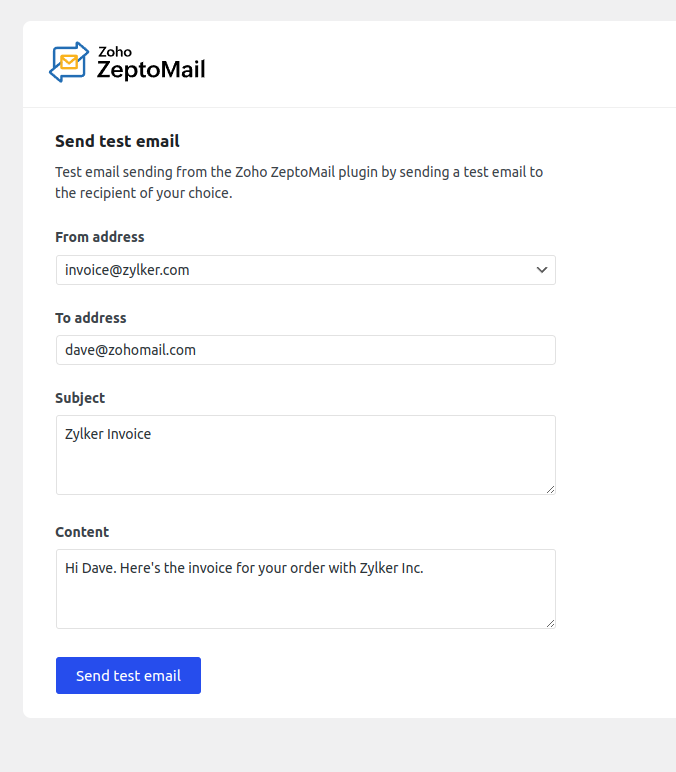 Zoho
ZeptoMail
Send test email
Test email sending from the Zoho ZeptoMail plugin by sending a test email to
the recipient of your choice.
From address
invoice@zylker.com
To address
dave@zohomail.com
Subject
Zylker Invoice
Content
Hi Dave. Here's the invoice for your order with Zylker Inc.
Send test email